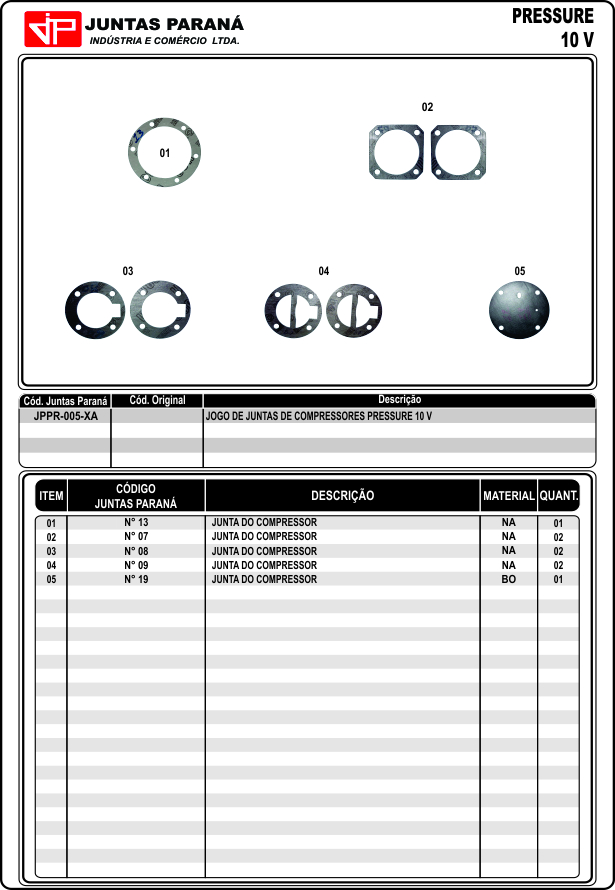 JP JUNTAS PARANÁ
INDÚSTRIA E COMÉRCIO LTDA.
PRESSURE
10 V
02
23
01
03
04
05
Cód. Juntas Paraná Cód. Original Descrição
JPPR-005-XA JOGO DE JUNTAS DE COMPRESSORES PRESSURE 10 V
ITEM CÓDIGO JUNTAS PARANÁ DESCRIÇÃO MATERIAL QUANT.
01 N° 13 JUNTA DO COMPRESSOR NA 01
02 N° 07 JUNTA DO COMPRESSOR NA 02
03 N° 08 JUNTA DO COMPRESSOR NA 02
04 N° 09 JUNTA DO COMPRESSOR NA 02
05 N° 19 JUNTA DO COMPRESSOR BO 01